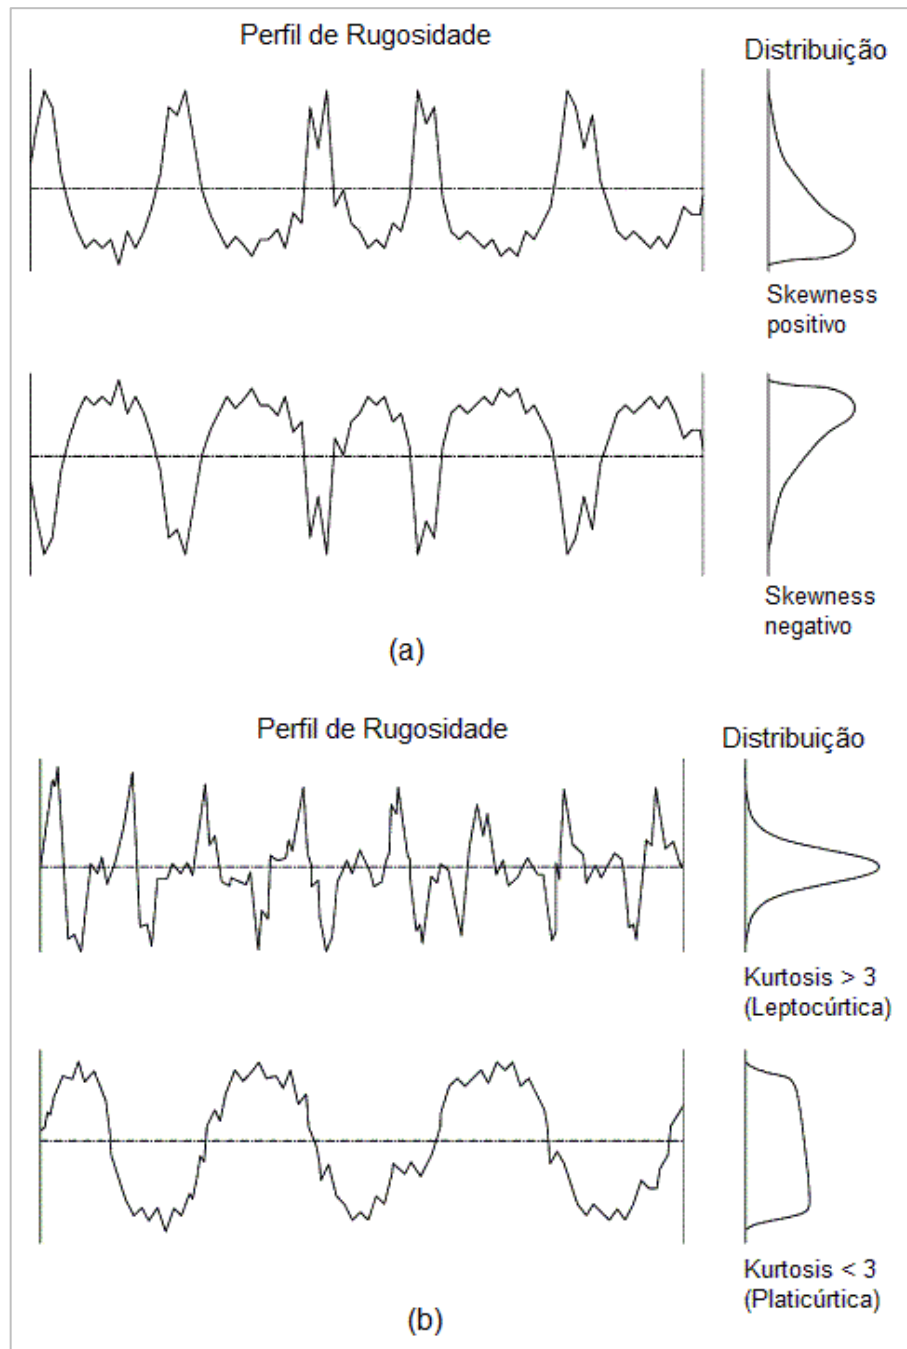 Perfil de Rugosidade
Distribuição
Skewness
positivo
Skewness
negativo
(a)
Perfil de Rugosidade
Distribuição
Kurtosis > 3
(Leptocúrtica)
Kurtosis < 3
(Platicúrtica)
(b)